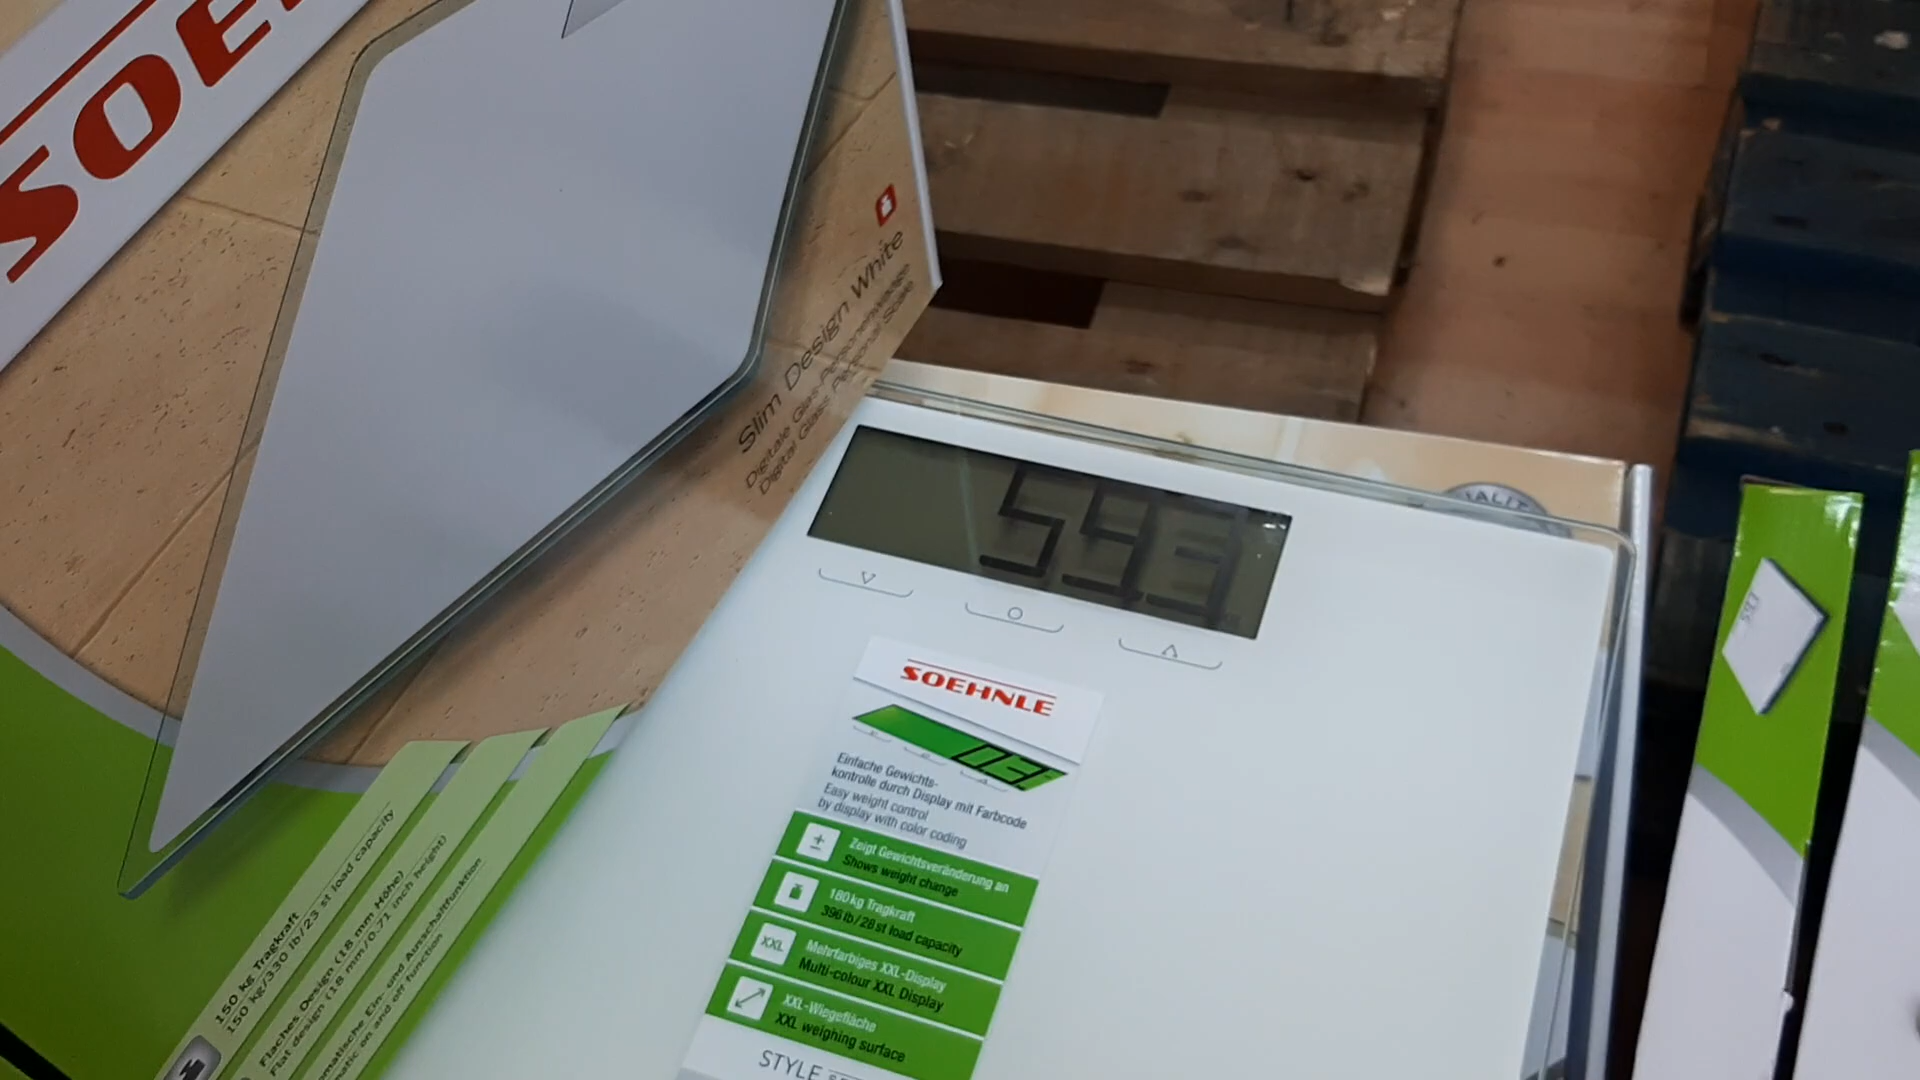 SOE
Slim Design White
Digitale Glas-Personenwaage
Digital Glass Personal Scale
150 kg Tragkraft
150 kg/330 lb/23 st load capacity
Flaches Design (18 mm Höhe)
Flat design (18 mm/0.71 inch height)
omatische Ein- und Ausschaltfunktion
matic on and off function
593
SOEHNLE
Einfache Gewichts-
kontrolle durch Display mit Farbcode
Easy weight control
by display with color coding
±
Zeigt Gewichtsveränderung an
Shows weight change
180 kg Tragkraft
396 lb/28 st load capacity
XXL
Mehrfarbiges XXL-Display
Multi-colour XXL Display
XXL-Wiegefläche
XXL weighing surface
STYLE